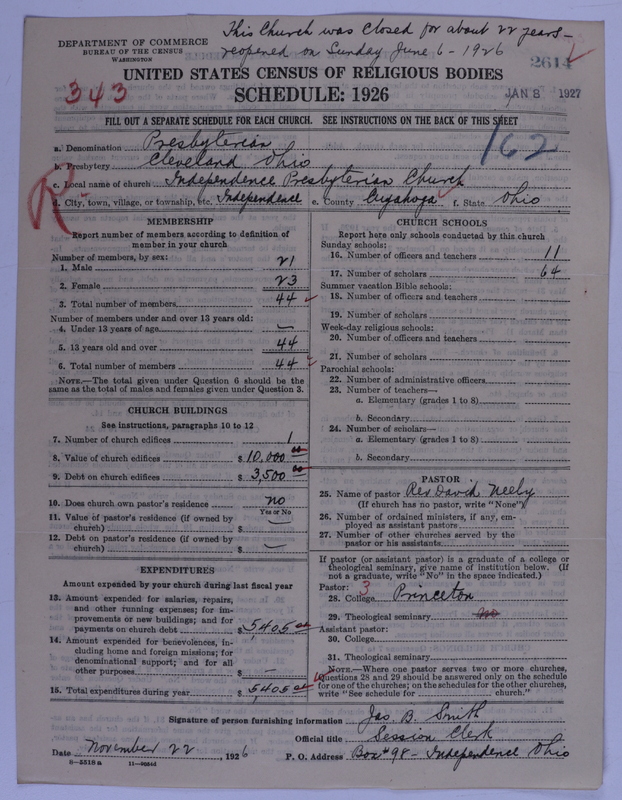 This Church was closed for about 22 years -
reopened on Sunday June 6 - 1926
DEPARTMENT OF COMMERCE
BUREAU OF THE CENSUS
WASHINGTON
2614
UNITED STATES CENSUS OF RELIGIOUS BODIES
343
SCHEDULE: 1926
JAN 8 1927
FILL OUT A SEPARATE SCHEDULE FOR EACH CHURCH. SEE INSTRUCTIONS ON THE BACK OF THIS SHEET
162
a. Denomination Presbyterian
b. Presbytery Cleveland Ohio
c. Local name of church Independence Presbyterian Church
d. City, town, village, or township, etc. Independence e. County Cuyahoga f. State Ohio
MEMBERSHIP
Report number of members according to definition of
member in your church
Number of members, by sex:
1. Male 21
2. Female 23
3. Total number of members 44
Number of members under and over 13 years old:
4. Under 13 years of age —
5. 13 years old and over 44
6. Total number of members 44
NOTE.—The total given under Question 6 should be the
same as the total of males and females given under Question 3.
CHURCH BUILDINGS
See instructions, paragraphs 10 to 12
7. Number of church edifices 1
8. Value of church edifices $ 10,000 00
9. Debt on church edifices $ 3,500 00
10. Does church own pastor's residence no
Yes or No
11. Value of pastor's residence (if owned by
church) $ —
12. Debt on pastor's residence (if owned by
church) $ —
EXPENDITURES
Amount expended by your church during last fiscal year
13. Amount expended for salaries, repairs,
and other running expenses; for im-
provements or new buildings; and for
payments on church debt $ 5,405 00
14. Amount expended for benevolences, in-
cluding home and foreign missions; for
denominational support; and for all
other purposes $ —
15. Total expenditures during year $ 5,405 00
CHURCH SCHOOLS
Report here only schools conducted by this church
Sunday schools:
16. Number of officers and teachers 11
17. Number of scholars 64
Summer vacation Bible schools:
18. Number of officers and teachers
19. Number of scholars
Week-day religious schools:
20. Number of officers and teachers
21. Number of scholars
Parochial schools:
22. Number of administrative officers
23. Number of teachers—
a. Elementary (grades 1 to 8)
b. Secondary
24. Number of scholars—
a. Elementary (grades 1 to 8)
b. Secondary
PASTOR
25. Name of pastor Rev. David Neely
(If church has no pastor, write "None")
26. Number of ordained ministers, if any, em-
ployed as assistant pastors
27. Number of other churches served by the
pastor or his assistants
If pastor (or assistant pastor) is a graduate of a college or
theological seminary, give name of institution below. (If
not a graduate, write "No" in the space indicated.)
Pastor: 3
28. College Princeton
29. Theological seminary no
Assistant pastor:
30. College
31. Theological seminary
NOTE.—Where one pastor serves two or more churches,
Questions 28 and 29 should be answered only on the schedule
for one of the churches; on the schedules for the other churches,
write "See schedule for church."
Signature of person furnishing information Jas. B. Smith
Official title Session Clerk
Date November 22, 1926 P. O. Address Box #98 - Independence Ohio
8-5518a 11-9564d